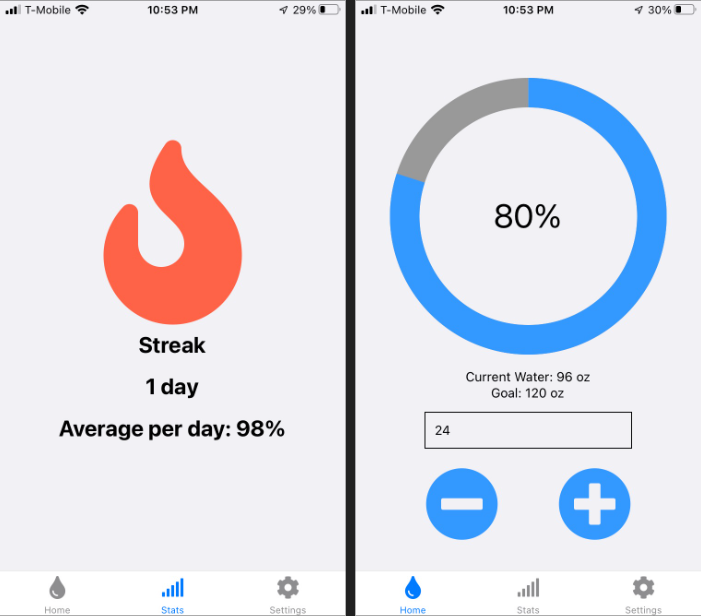 T-Mobile 10:53 PM 29%
Streak
1 day
Average per day: 98%
Home Stats Settings
T-Mobile 10:53 PM 30%
80%
Current Water: 96 oz
Goal: 120 oz
24
Home Stats Settings